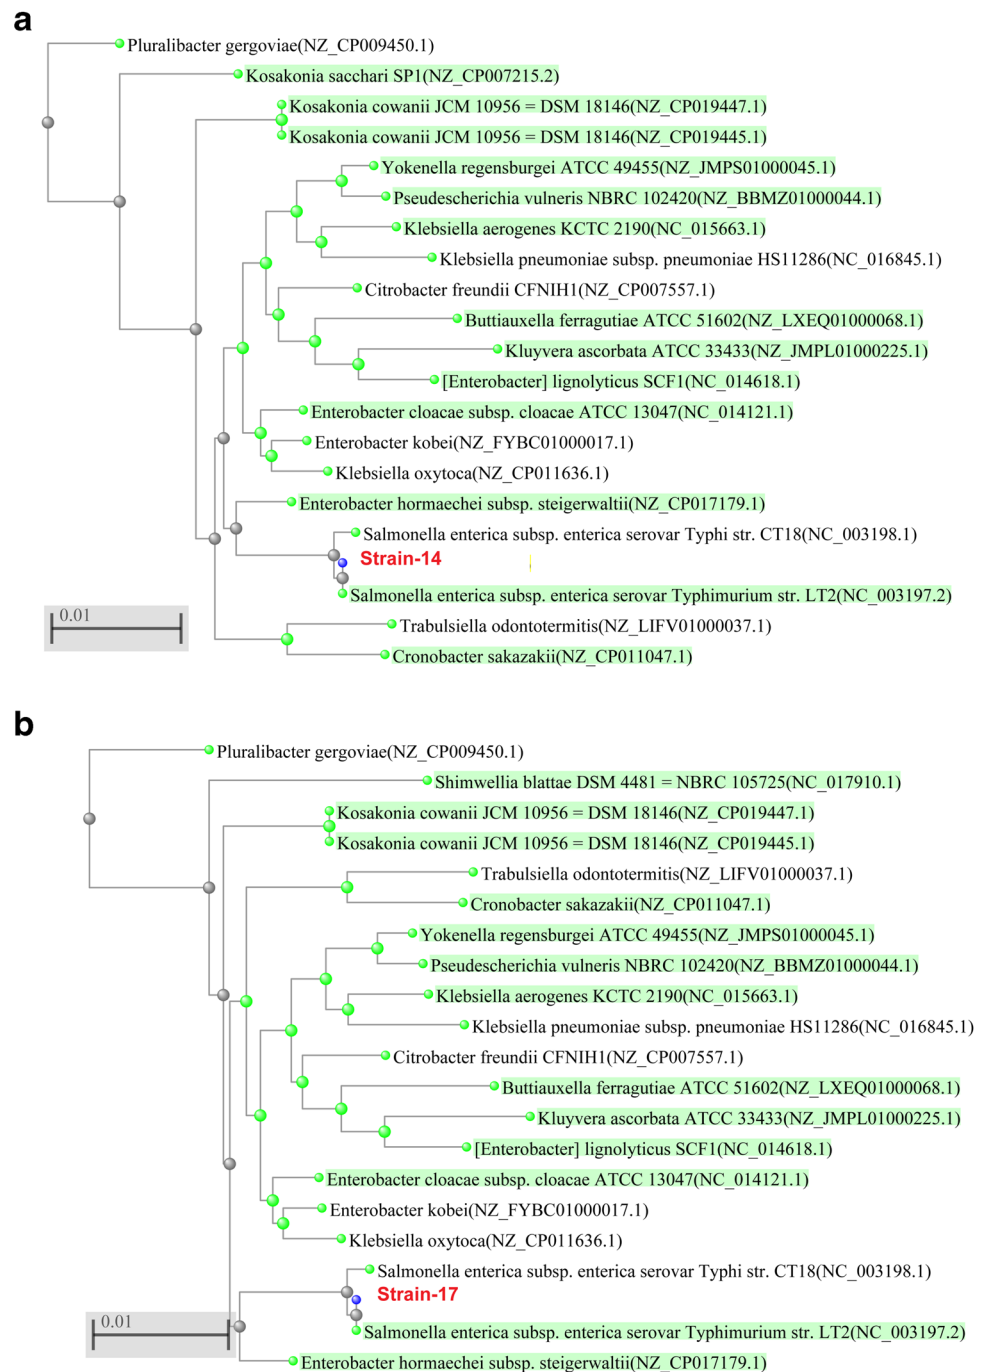 a
Pluralibacter gergoviae(NZ_CP009450.1)
Kosakonia sacchari SP1(NZ_CP007215.2)
Kosakonia cowanii JCM 10956 = DSM 18146(NZ_CP019447.1)
Kosakonia cowanii JCM 10956 = DSM 18146(NZ_CP019445.1)
Yokenella regensburgei ATCC 49455(NZ_JMPS01000045.1)
Pseudescherichia vulneris NBRC 102420(NZ_BBMZ01000044.1)
Klebsiella aerogenes KCTC 2190(NC_015663.1)
Klebsiella pneumoniae subsp. pneumoniae HS11286(NC_016845.1)
Citrobacter freundii CFNIH1(NZ_CP007557.1)
Buttiauxella ferragutiae ATCC 51602(NZ_LXEQ01000068.1)
Kluyvera ascorbata ATCC 33433(NZ_JMPL01000225.1)
[Enterobacter] lignolyticus SCF1(NC_014618.1)
Enterobacter cloacae subsp. cloacae ATCC 13047(NC_014121.1)
Enterobacter kobei(NZ_FYBC01000017.1)
Klebsiella oxytoca(NZ_CP011636.1)
Enterobacter hormaechei subsp. steigerwaltii(NZ_CP017179.1)
Salmonella enterica subsp. enterica serovar Typhi str. CT18(NC_003198.1)
Strain-14
Salmonella enterica subsp. enterica serovar Typhimurium str. LT2(NC_003197.2)
0.01
Trabulsiella odontotermitis(NZ_LIFV01000037.1)
Cronobacter sakazakii(NZ_CP011047.1)
b
Pluralibacter gergoviae(NZ_CP009450.1)
Shimwellia blattae DSM 4481 = NBRC 105725(NC_017910.1)
Kosakonia cowanii JCM 10956 = DSM 18146(NZ_CP019447.1)
Kosakonia cowanii JCM 10956 = DSM 18146(NZ_CP019445.1)
Trabulsiella odontotermitis(NZ_LIFV01000037.1)
Cronobacter sakazakii(NZ_CP011047.1)
Yokenella regensburgei ATCC 49455(NZ_JMPS01000045.1)
Pseudescherichia vulneris NBRC 102420(NZ_BBMZ01000044.1)
Klebsiella aerogenes KCTC 2190(NC_015663.1)
Klebsiella pneumoniae subsp. pneumoniae HS11286(NC_016845.1)
Citrobacter freundii CFNIH1(NZ_CP007557.1)
Buttiauxella ferragutiae ATCC 51602(NZ_LXEQ01000068.1)
Kluyvera ascorbata ATCC 33433(NZ_JMPL01000225.1)
[Enterobacter] lignolyticus SCF1(NC_014618.1)
Enterobacter cloacae subsp. cloacae ATCC 13047(NC_014121.1)
Enterobacter kobei(NZ_FYBC01000017.1)
Klebsiella oxytoca(NZ_CP011636.1)
Salmonella enterica subsp. enterica serovar Typhi str. CT18(NC_003198.1)
Strain-17
0.01
Salmonella enterica subsp. enterica serovar Typhimurium str. LT2(NC_003197.2)
Enterobacter hormaechei subsp. steigerwaltii(NZ_CP017179.1)